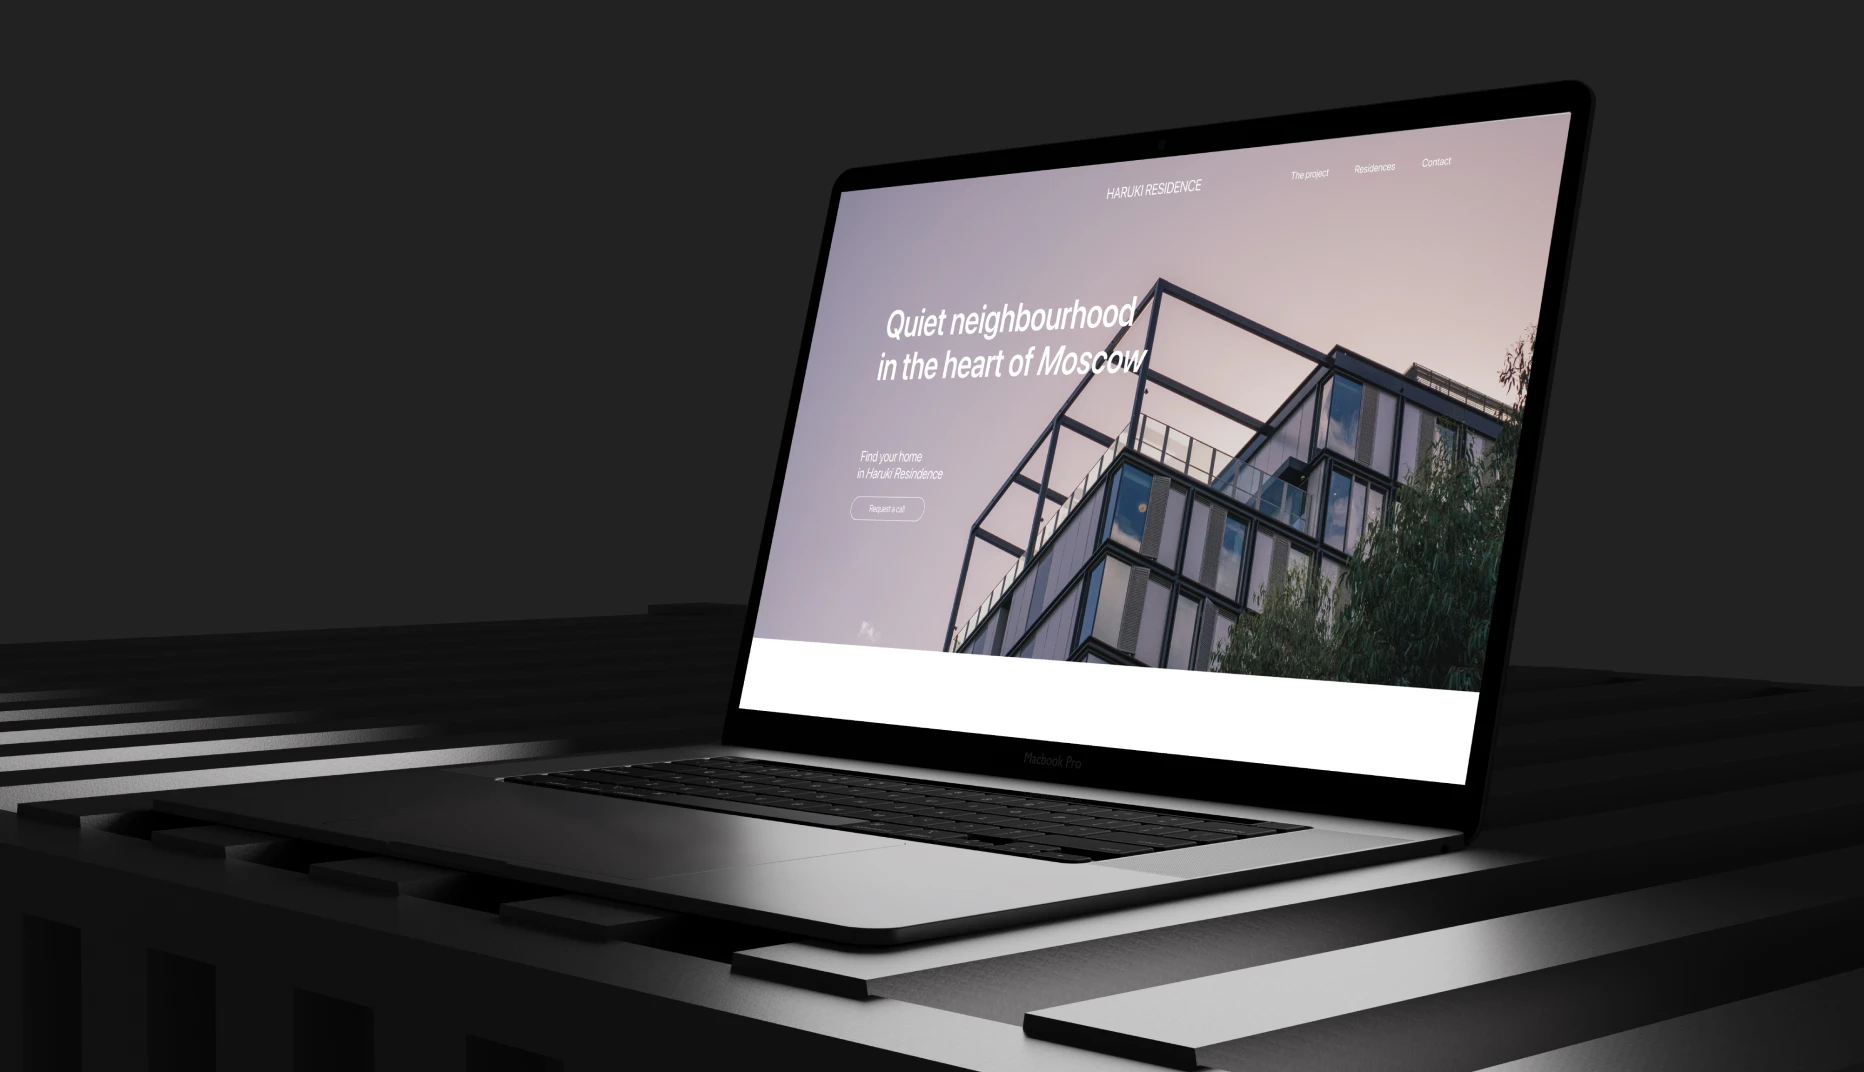 HARUKI RESIDENCE
The project
Residences
Contact
Quiet neighbourhood
in the heart of Moscow
Find your home
in Haruki Resindence
Request a call
Macbook Pro